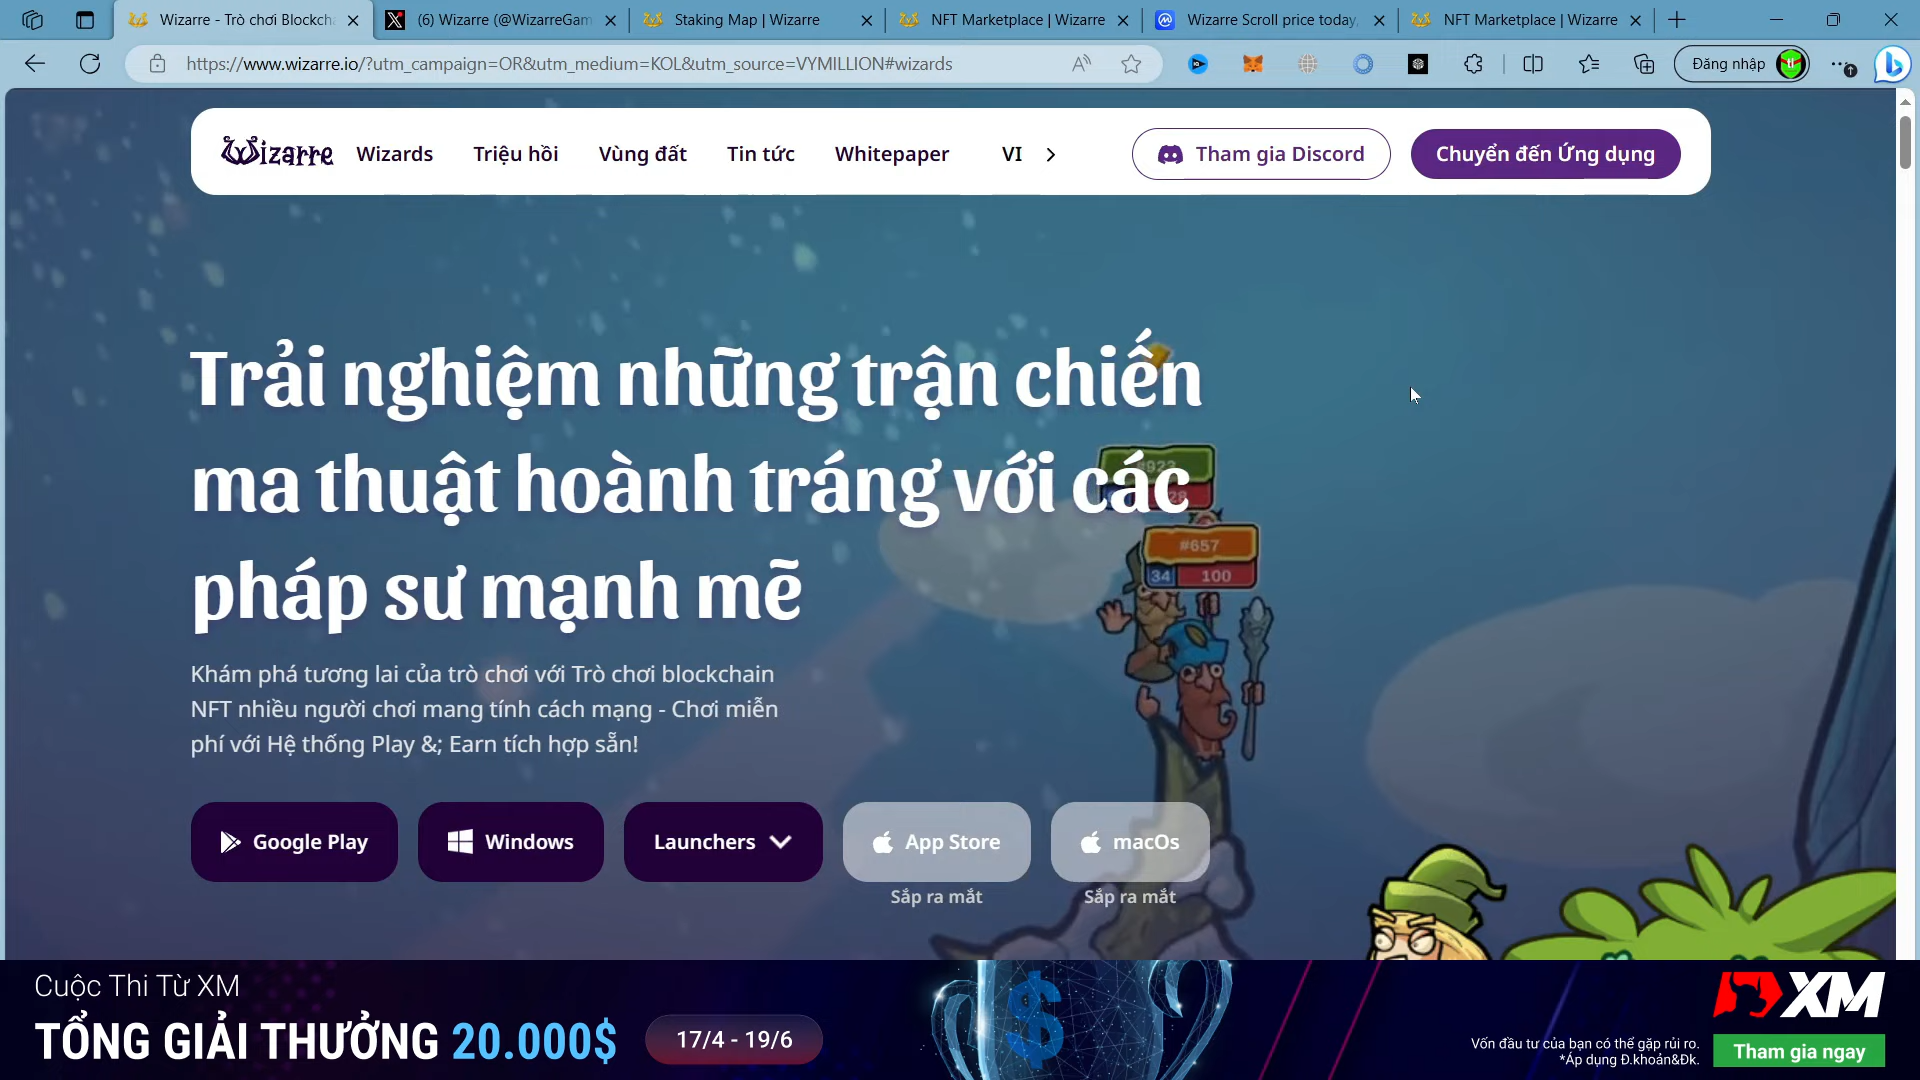 Wizarre - Trò chơi Blockcha
(6) Wizarre (@WizarreGam
Staking Map | Wizarre
NFT Marketplace | Wizarre
Wizarre Scroll price today,
NFT Marketplace | Wizarre
https://www.wizarre.io/?utm_campaign=OR&utm_medium=KOL&utm_source=VYMILLION#wizards
Đăng nhập
Wizarre
Wizards
Triệu hồi
Vùng đất
Tin tức
Whitepaper
VI
Tham gia Discord
Chuyển đến Ứng dụng
Trải nghiệm những trận chiến
ma thuật hoành tráng với các
pháp sư mạnh mẽ
#657
34 100
Khám phá tương lai của trò chơi với Trò chơi blockchain
NFT nhiều người chơi mang tính cách mạng - Chơi miễn
phí với Hệ thống Play &; Earn tích hợp sẵn!
Google Play
Windows
Launchers
App Store
macOs
Sắp ra mắt
Sắp ra mắt
Cuộc Thi Từ XM
TỔNG GIẢI THƯỞNG 20.000$
17/4 - 19/6
$
XM
Vốn đầu tư của bạn có thể gặp rủi ro.
*Áp dụng Đ.khoản&Đk.
Tham gia ngay